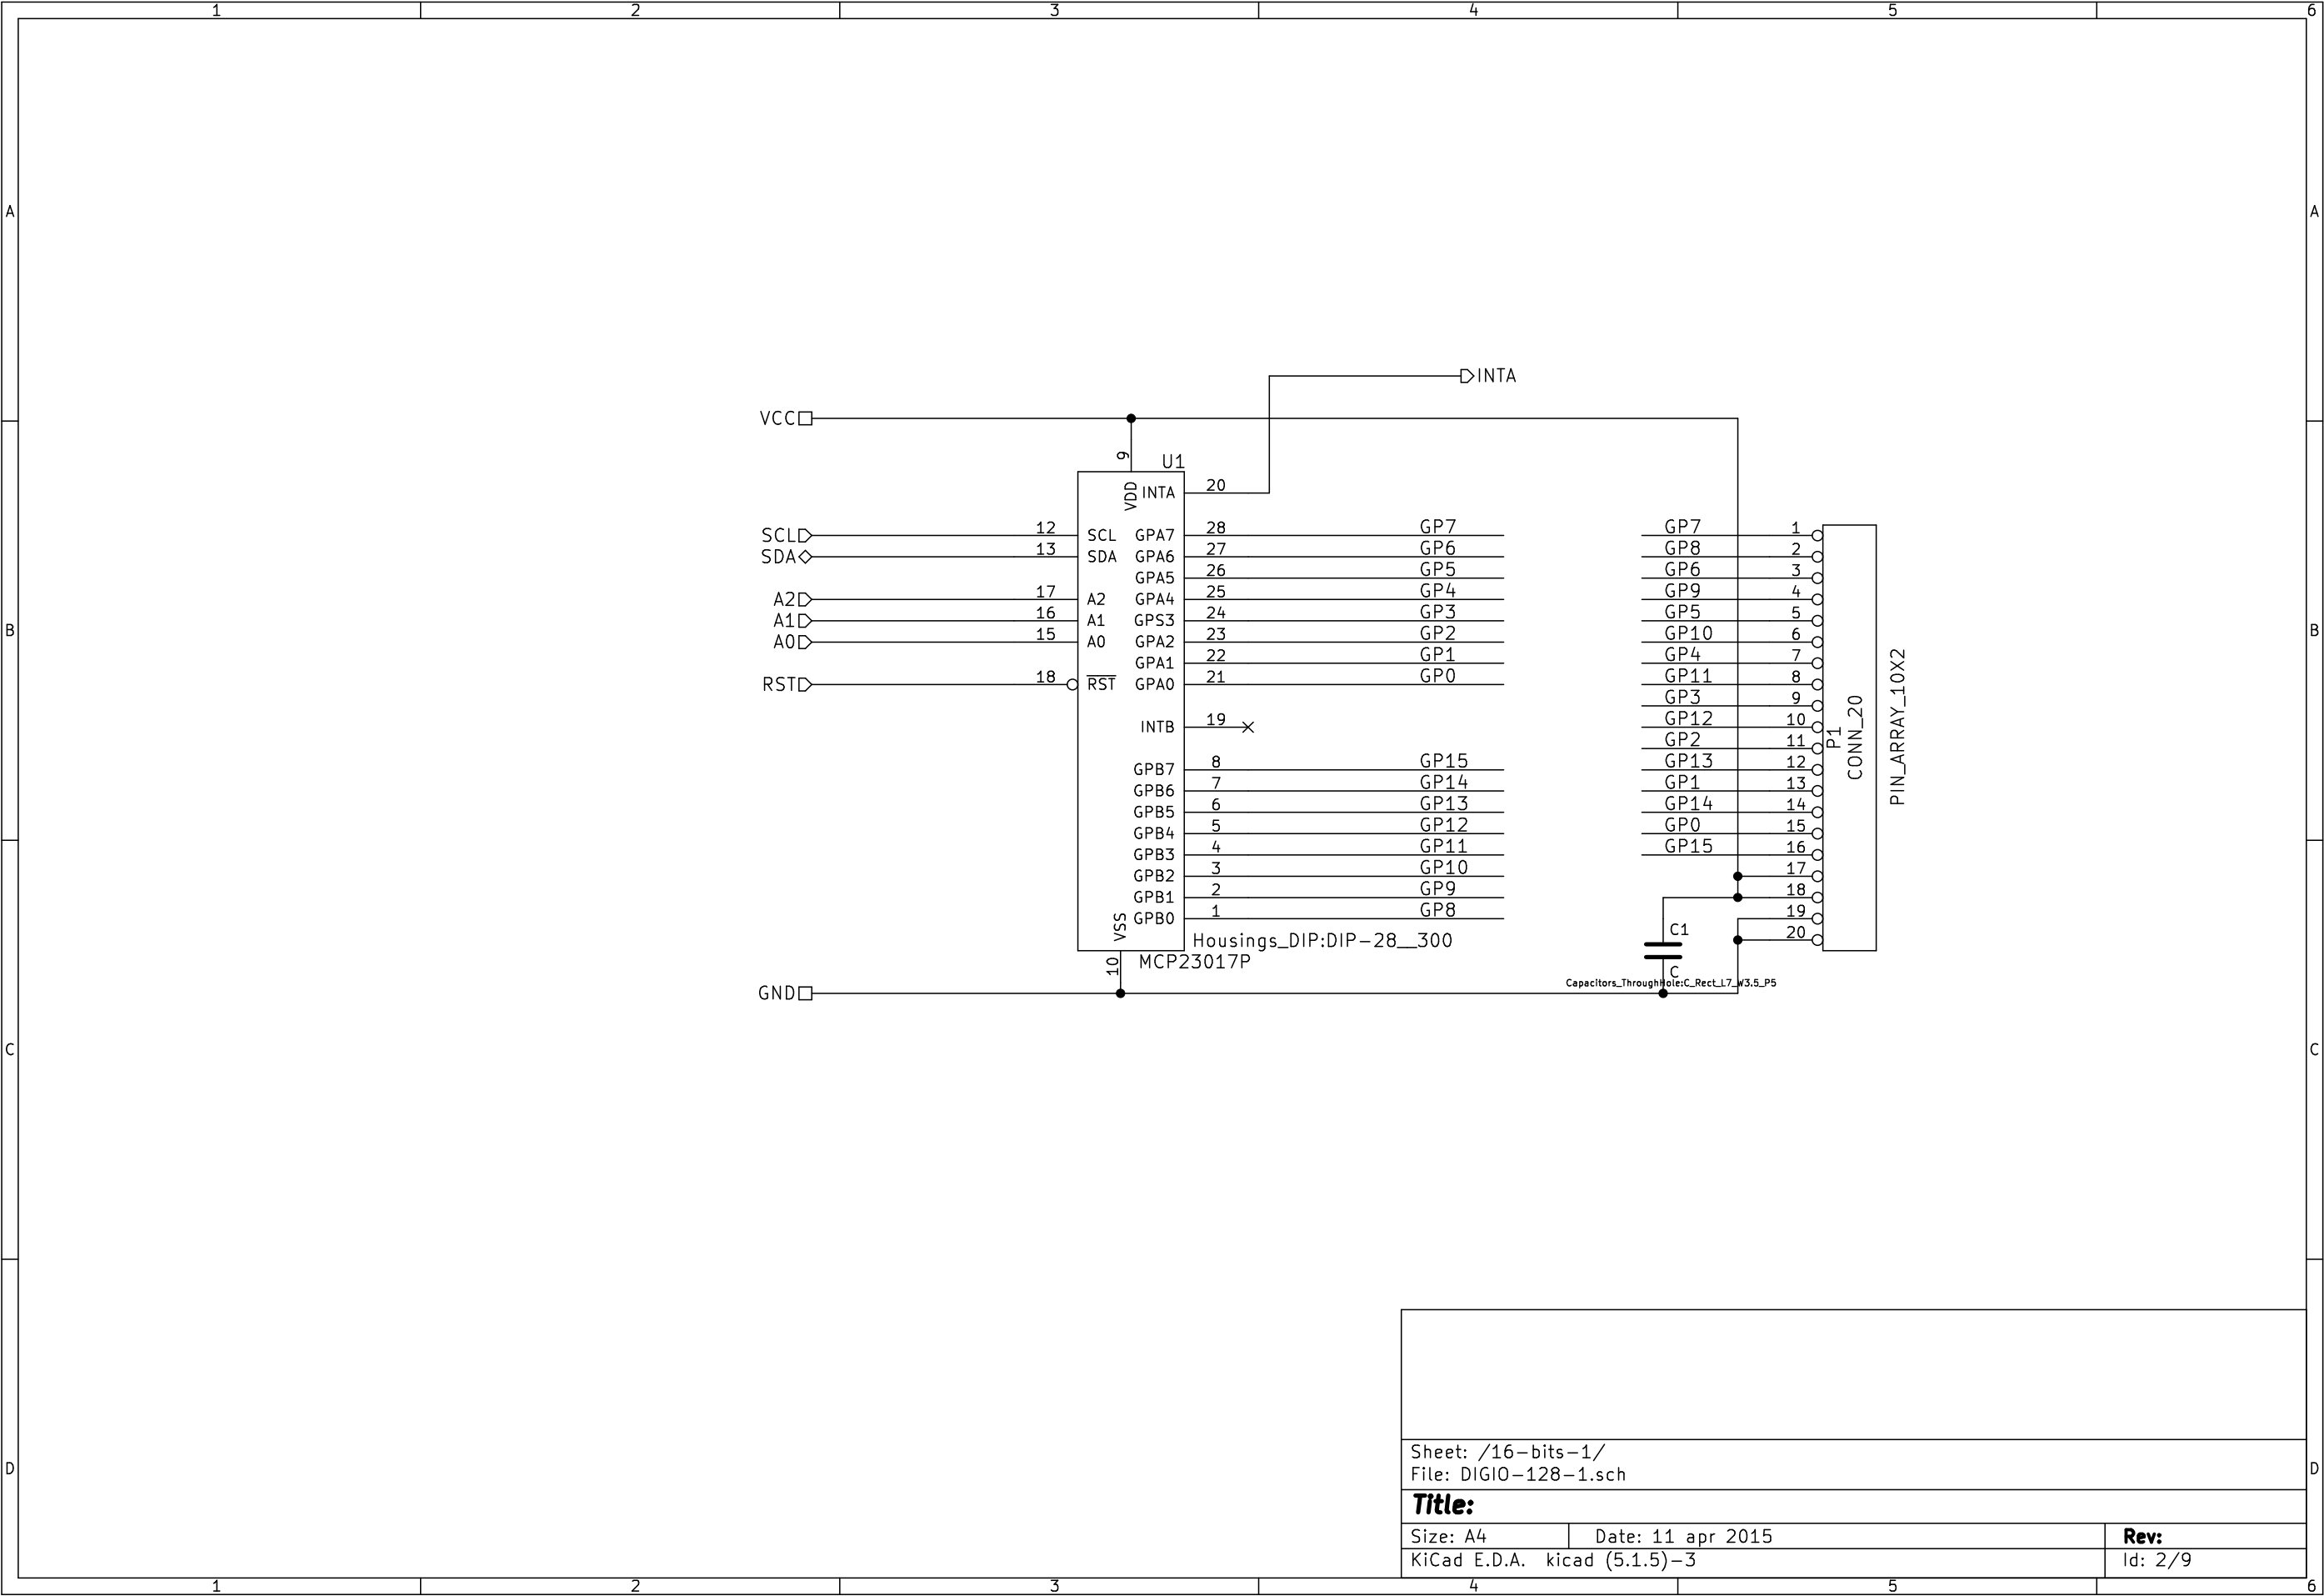 1 2 3 4 5 6
A A
B B
C C
D D
INTA
VCC
9
U1
VDD
INTA 20
SCL 12 SCL GPA7 28 GP7 GP7 1
SDA 13 SDA GPA6 27 GP6 GP8 2
GPA5 26 GP5 GP6 3
A2 17 A2 GPA4 25 GP4 GP9 4
A1 16 A1 GPS3 24 GP3 GP5 5
A0 15 A0 GPA2 23 GP2 GP10 6
GPA1 22 GP1 GP4 7
RST 18 RST GPA0 21 GP0 GP11 8
GP3 9
INTB 19 GP12 10
GP2 11
GPB7 8 GP15 GP13 12
GPB6 7 GP14 GP1 13
GPB5 6 GP13 GP14 14
GPB4 5 GP12 GP0 15
GPB3 4 GP11 GP15 16
GPB2 3 GP10 17
GPB1 2 GP9 18
GPB0 1 GP8 19
20
P1
CONN_20
PIN_ARRAY_10X2
VSS
10
Housings_DIP:DIP-28__300
MCP23017P
C1
C
Capacitors_ThroughHole:C_Rect_L7_W3.5_P5
GND
Sheet: /16-bits-1/
File: DIGIO-128-1.sch
Title:
Size: A4 Date: 11 apr 2015 Rev:
KiCad E.D.A. kicad (5.1.5)-3 Id: 2/9
1 2 3 4 5 6